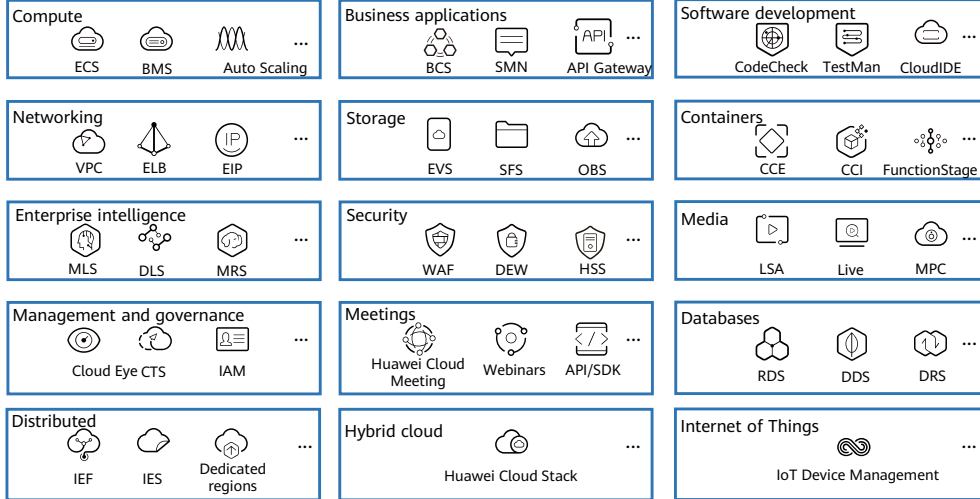 Compute
ECS BMS Auto Scaling ...
Business applications
API
BCS SMN API Gateway ...
Software development
CodeCheck TestMan CloudIDE ...
Networking
IP
VPC ELB EIP ...
Storage
EVS SFS OBS ...
Containers
CCE CCI FunctionStage ...
Enterprise intelligence
MLS DLS MRS ...
Security
WAF DEW HSS ...
Media
LSA Live MPC ...
Management and governance
Cloud Eye CTS IAM ...
Meetings
Huawei Cloud
Meeting
Webinars API/SDK ...
Databases
RDS DDS DRS ...
Distributed
IEF IES Dedicated
regions
...
Hybrid cloud
Huawei Cloud Stack ...
Internet of Things
IoT Device Management ...